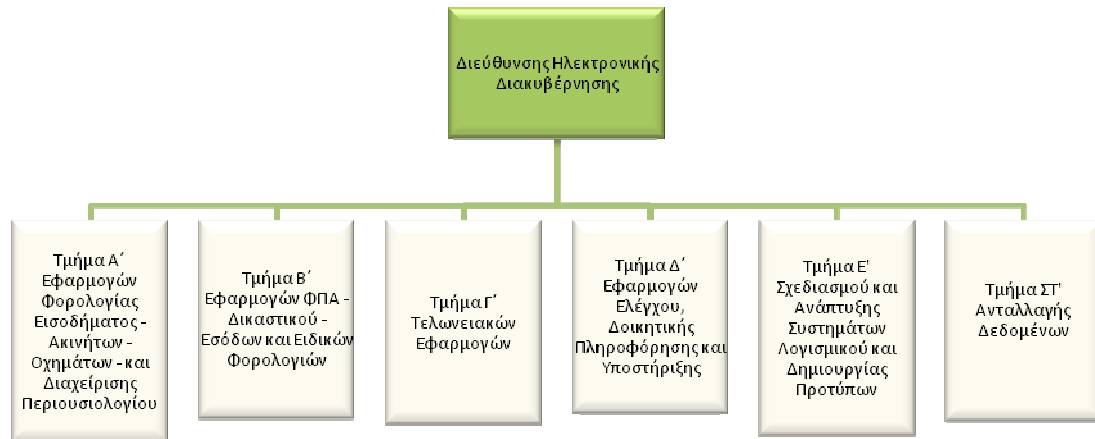 Διεύθυνσης Ηλεκτρονικής
Διακυβέρνησης
Τμήμα Α΄
Εφαρμογών
Φορολογίας
Εισοδήματος -
Ακινήτων -
Οχημάτων - και
Διαχείρισης
Περιουσιολογίου
Τμήμα Β΄
Εφαρμογών ΦΠΑ -
Δικαστικού -
Εσόδων και Ειδικών
Φορολογιών
Τμήμα Γ΄
Τελωνειακών
Εφαρμογών
Τμήμα Δ΄
Εφαρμογών
Ελέγχου,
Δοικητικής
Πληροφόρησης και
Υποστήριξης
Τμήμα Ε'
Σχεδιασμού και
Ανάπτυξης
Συστημάτων
Λογισμικού και
Δημιουργίας
Προτύπων
Τμήμα ΣΤ'
Ανταλλαγής
Δεδομένων